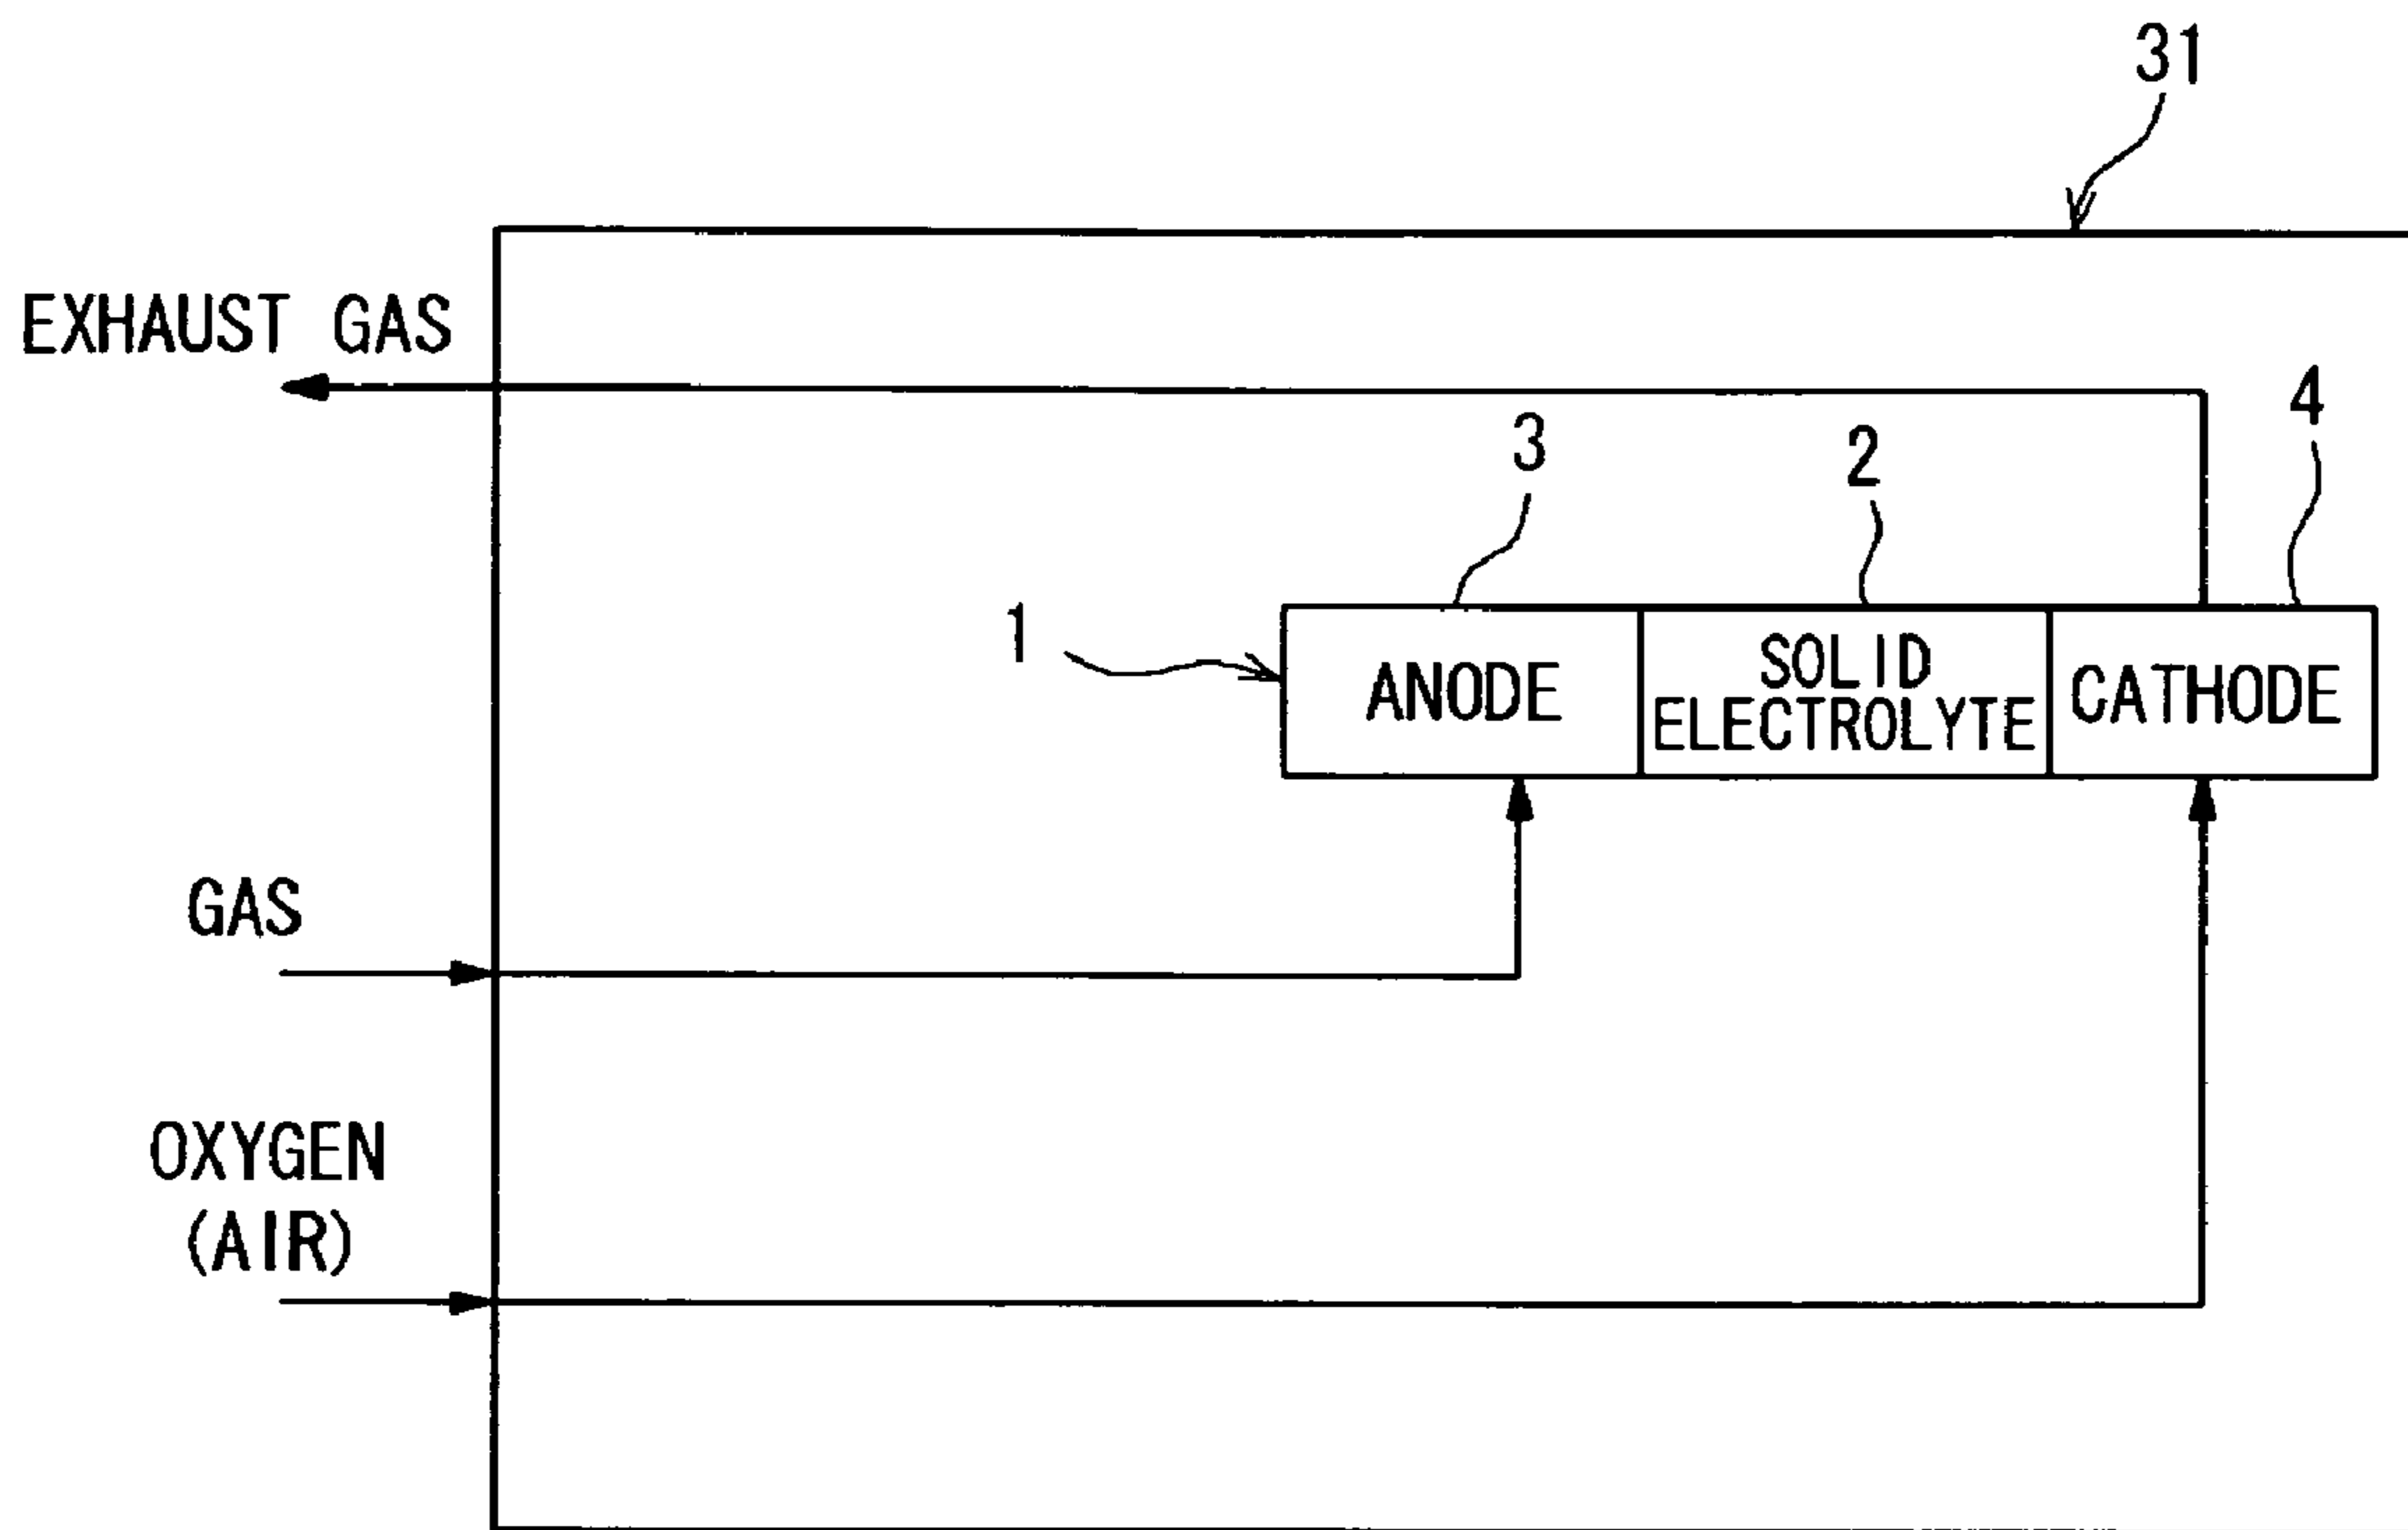 31
EXHAUST GAS
4
3
2
1
ANODE
SOLID
ELECTROLYTE
CATHODE
GAS
OXYGEN
(AIR)